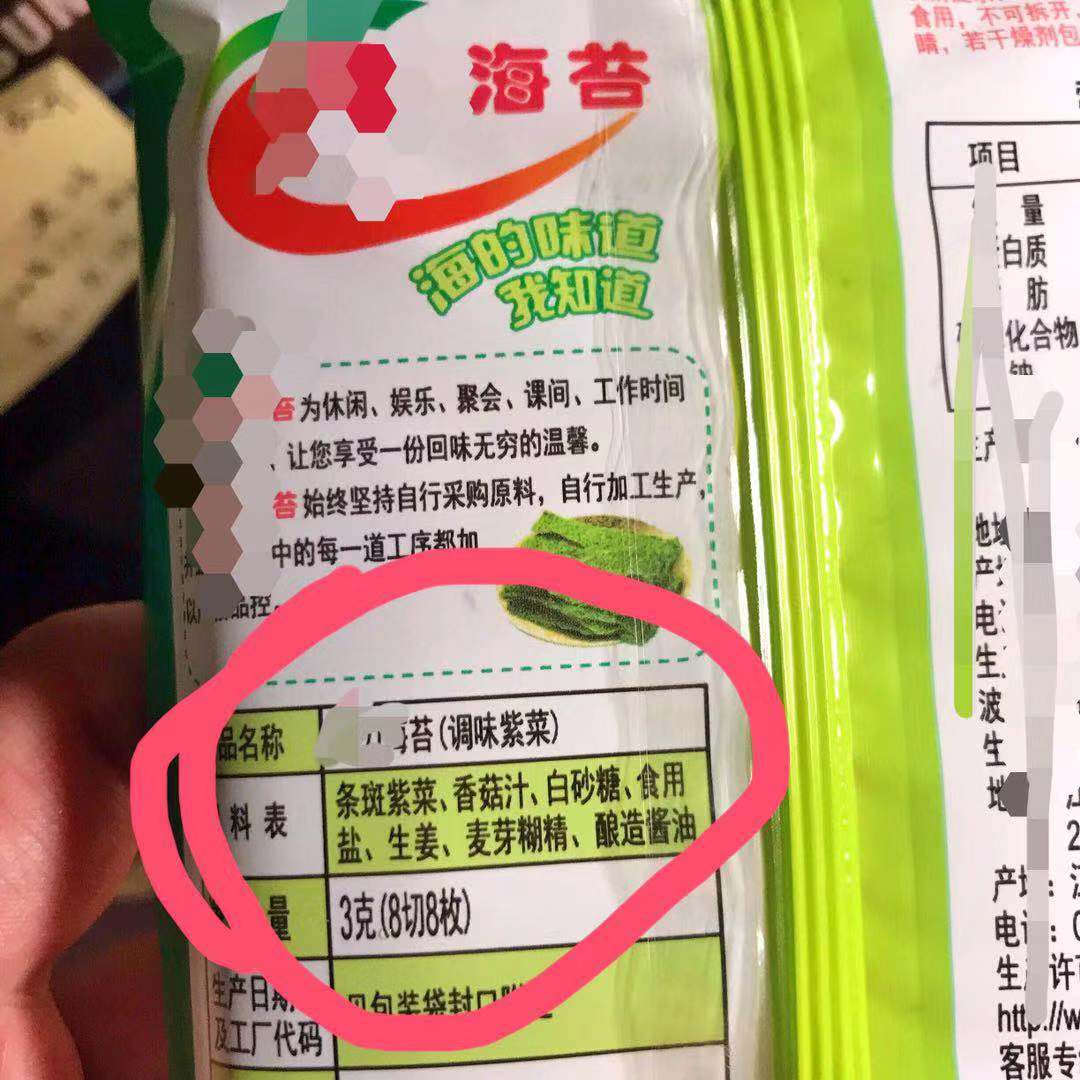 海苔
海的味道
我知道
苔为休闲、娱乐、聚会、课间、工作时间
、让您享受一份回味无穷的温馨。
苔始终坚持自行采购原料，自行加工生产，
中的每一道工序都加
品控
品名称
海苔(调味紫菜)
料表
条斑紫菜、香菇汁、白砂糖、食用
盐、生姜、麦芽糊精、酿造酱油
量
3克(8切8枚)
生产日期
及工厂代码
见包装袋封口
食用，不可拆开、
睛，若干燥剂包
项目
量
白质
肪
化合物
钠
生产
地址
产
电
生
波
生
地
产地：
电话：0
生产许可
http://w
客服专